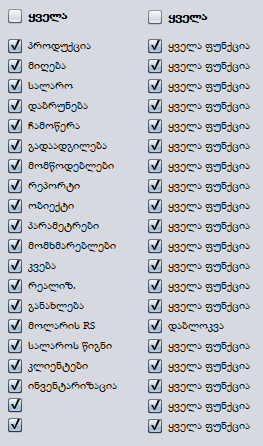 ყველა ყველა
პროდუქცია ყველა ფუნქცია
მიღება ყველა ფუნქცია
სალარო ყველა ფუნქცია
დაბრუნება ყველა ფუნქცია
ჩამოწერა ყველა ფუნქცია
გადაადგილება ყველა ფუნქცია
მომწოდებლები ყველა ფუნქცია
რეპორტი ყველა ფუნქცია
ობიექტი ყველა ფუნქცია
პარამეტრები ყველა ფუნქცია
მომხმარებლები ყველა ფუნქცია
კვება ყველა ფუნქცია
რეალიზ. ყველა ფუნქცია
განახლება ყველა ფუნქცია
მოლარის RS დაბლოკვა
სალაროს წიგნი ყველა ფუნქცია
კლიენტები ყველა ფუნქცია
ინვენტარიზაცია ყველა ფუნქცია
ყველა ფუნქცია
ყველა ფუნქცია